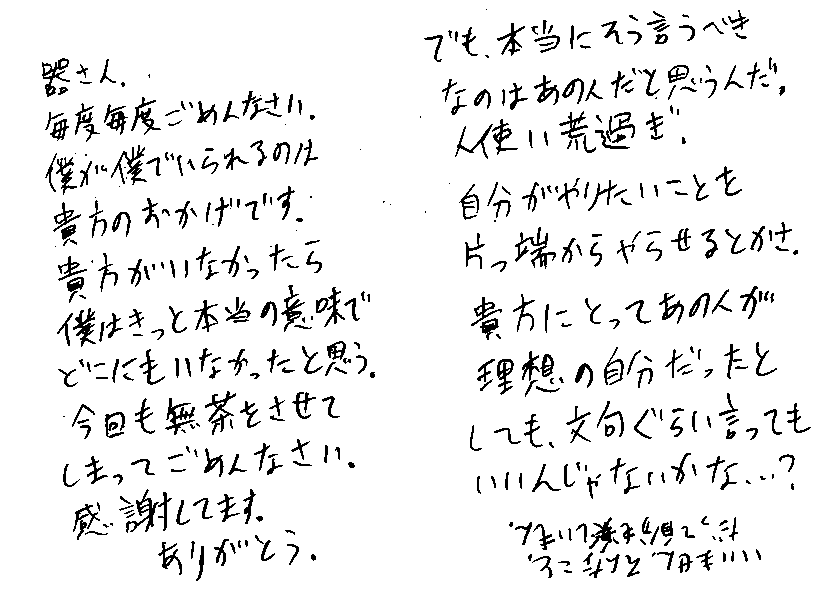 器さん.
毎度毎度ごめんなさい.
僕が僕でいられるのは
貴方のおかげです.
貴方がいなかったら
僕はきっと本当の意味で
どこにもいなかったと思う.
今回も無茶をさせて
しまってごめんなさい.
感謝してます.
ありがとう.
でも、本当にそう言うべき
なのはあの人だと思うんだ。
人使い荒過ぎ.
自分がやりたいことを
片っ端からやらせるとかさ.
貴方にとってあの人が
理想の自分だったと
しても、文句ぐらい言っても
いいんじゃないかな...?